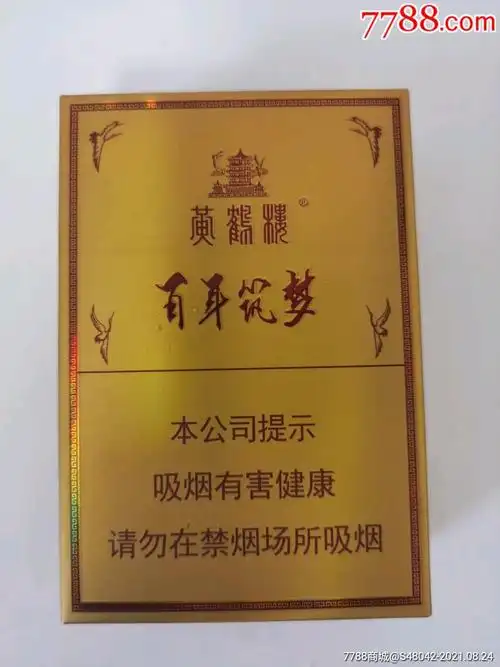 7788.com
黄鹤楼®
百年筑梦
本公司提示
吸烟有害健康
请勿在禁烟场所吸烟
7788商城@S48042-2021.08.24